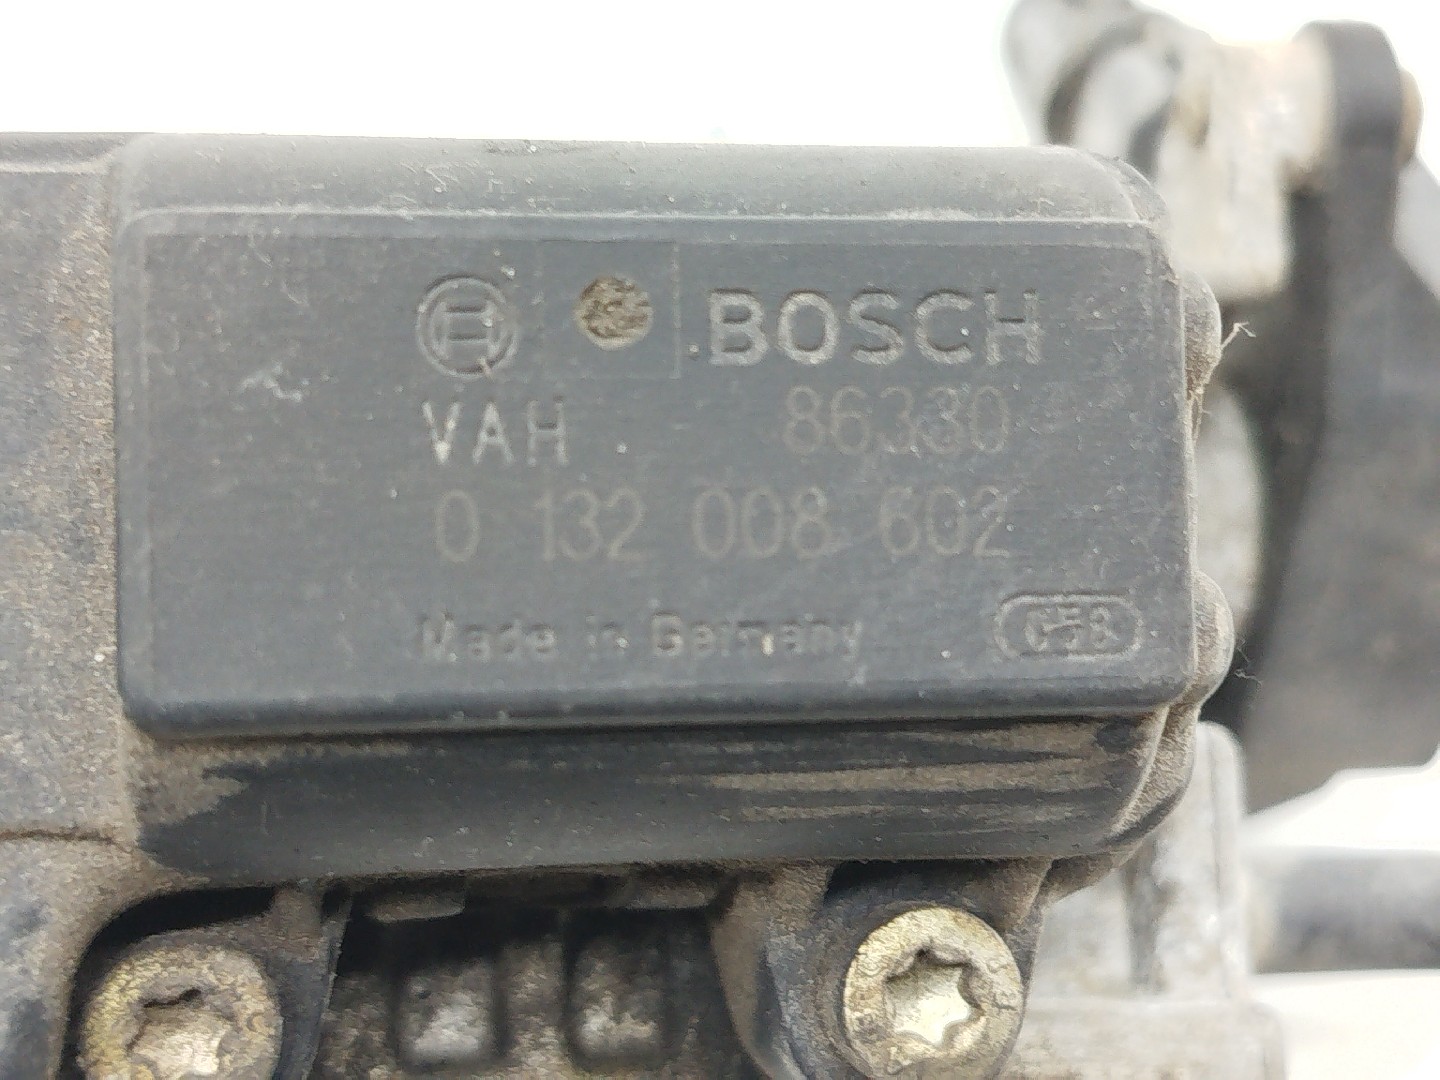 BOSCH
VAH 86330
0 132 008 602
Made in Germany